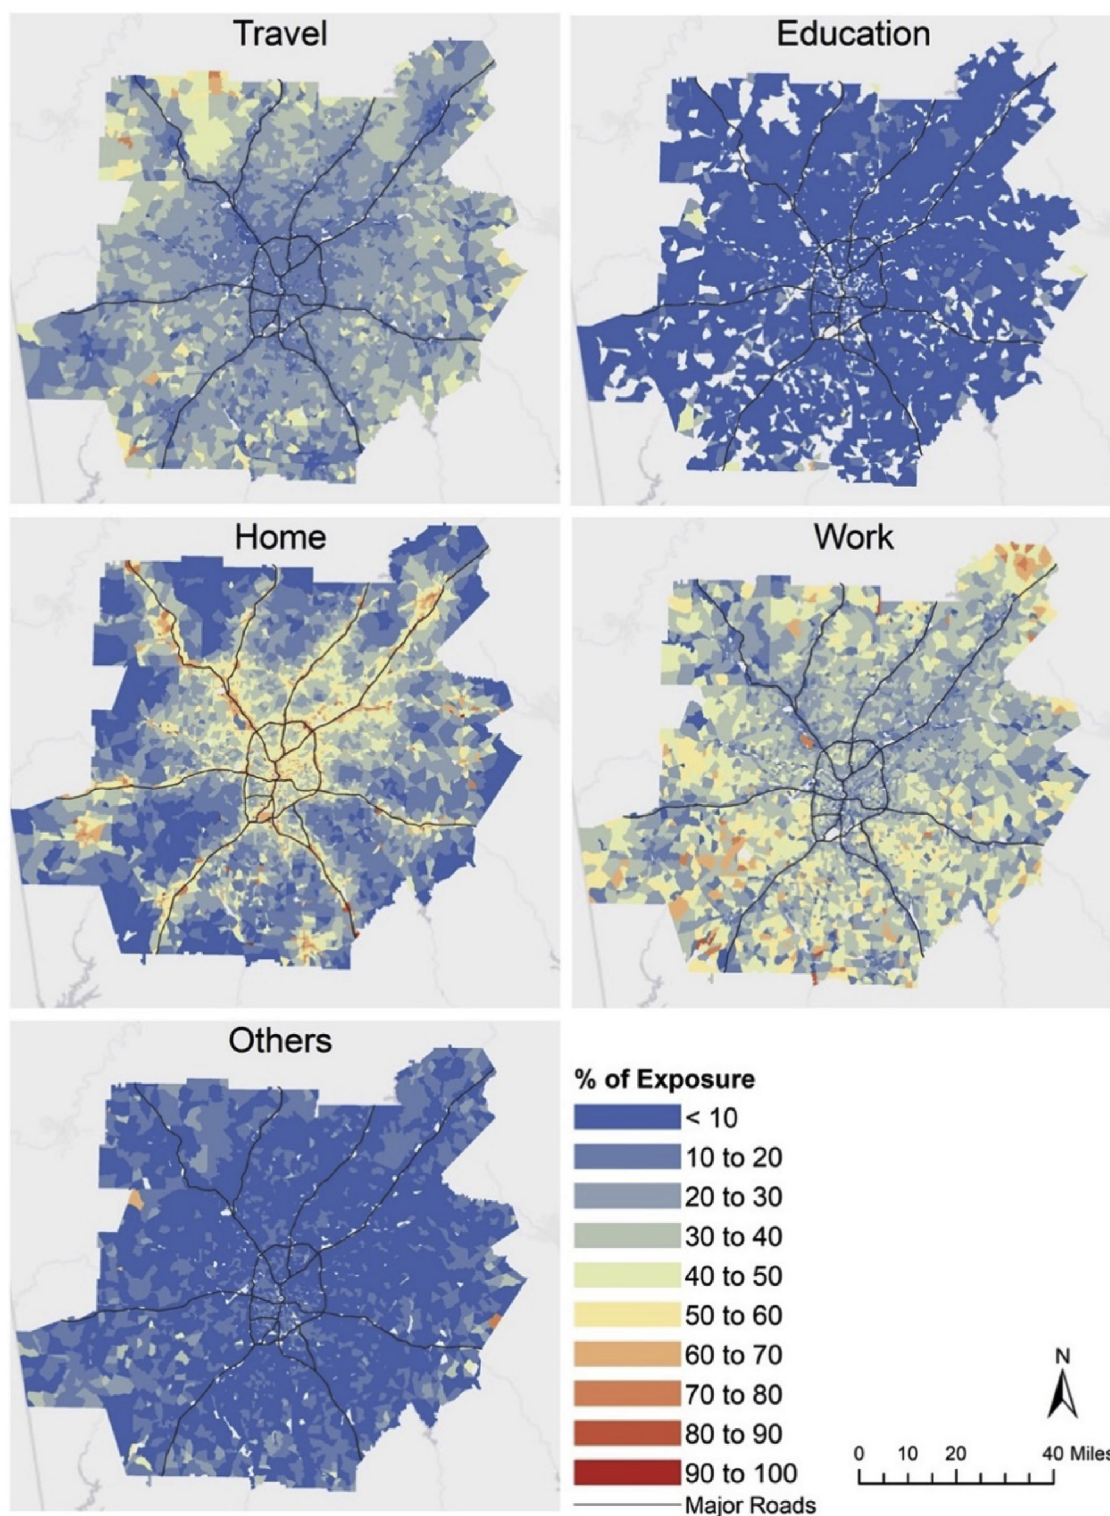 Travel
Education
Home
Work
Others
% of Exposure
< 10
10 to 20
20 to 30
30 to 40
40 to 50
50 to 60
60 to 70
70 to 80
80 to 90
90 to 100
Major Roads
N
0 10 20 40 Miles